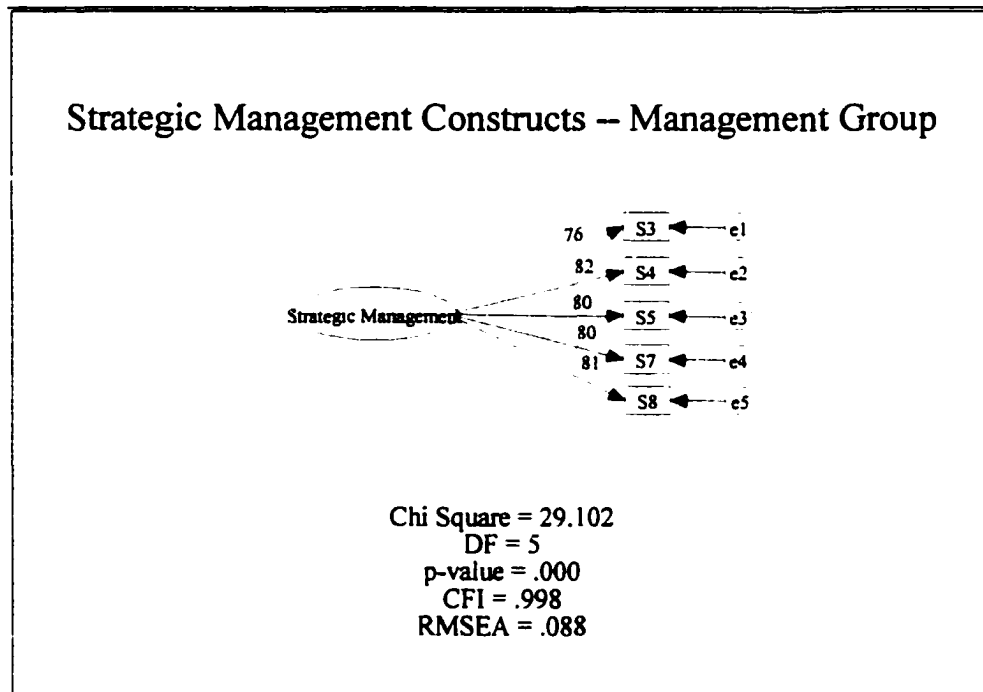 Strategic Management Constructs -- Management Group
76 S3 e1
82 S4 e2
Strategic Management 80 S5 e3
80 S7 e4
81 S8 e5
Chi Square = 29.102
DF = 5
p-value = .000
CFI = .998
RMSEA = .088